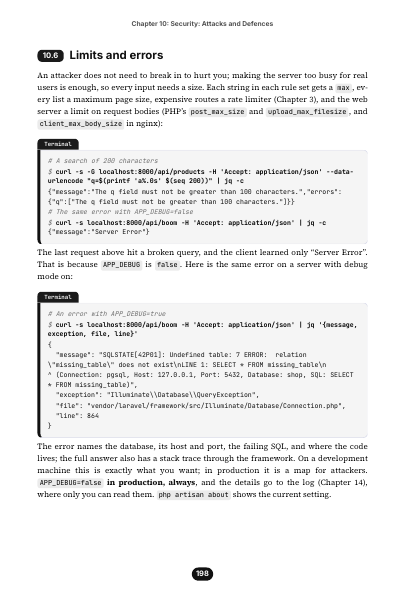 Chapter 10: Security: Attacks and Defences
10.6 Limits and errors
An attacker does not need to break in to hurt you; making the server too busy for real
users is enough, so every input needs a size. Each string in each rule set gets a max, ev-
ery list a maximum page size, expensive routes a rate limiter (Chapter 3), and the web
server a limit on request bodies (PHP's post_max_size and upload_max_filesize, and
client_max_body_size in nginx):
Terminal
# A search of 200 characters
$ curl -s -G localhost:8000/api/products -H 'Accept: application/json' --data-
urlencode "q=$(printf 'a%.0s' $(seq 200))" | jq -c
{"message":"The q field must not be greater than 100 characters.","errors":
{"q":["The q field must not be greater than 100 characters."]}}
# The same error with APP_DEBUG=false
$ curl -s localhost:8000/api/boom -H 'Accept: application/json' | jq -c
{"message":"Server Error"}
The last request above hit a broken query, and the client learned only “Server Error”.
That is because APP_DEBUG is false. Here is the same error on a server with debug
mode on:
Terminal
# An error with APP_DEBUG=true
$ curl -s localhost:8000/api/boom -H 'Accept: application/json' | jq '{message,
exception, file, line}'
{
"message": "SQLSTATE[42P01]: Undefined table: 7 ERROR:  relation
\"missing_table\" does not exist\nLINE 1: SELECT * FROM missing_table\n
^ (Connection: pgsql, Host: 127.0.0.1, Port: 5432, Database: shop, SQL: SELECT
* FROM missing_table)",
"exception": "Illuminate\\Database\\QueryException",
"file": "vendor/laravel/framework/src/Illuminate/Database/Connection.php",
"line": 864
}
The error names the database, its host and port, the failing SQL, and where the code
lives; the full answer also has a stack trace through the framework. On a development
machine this is exactly what you want; in production it is a map for attackers.
APP_DEBUG=false in production, always, and the details go to the log (Chapter 14),
where only you can read them. php artisan about shows the current setting.
198